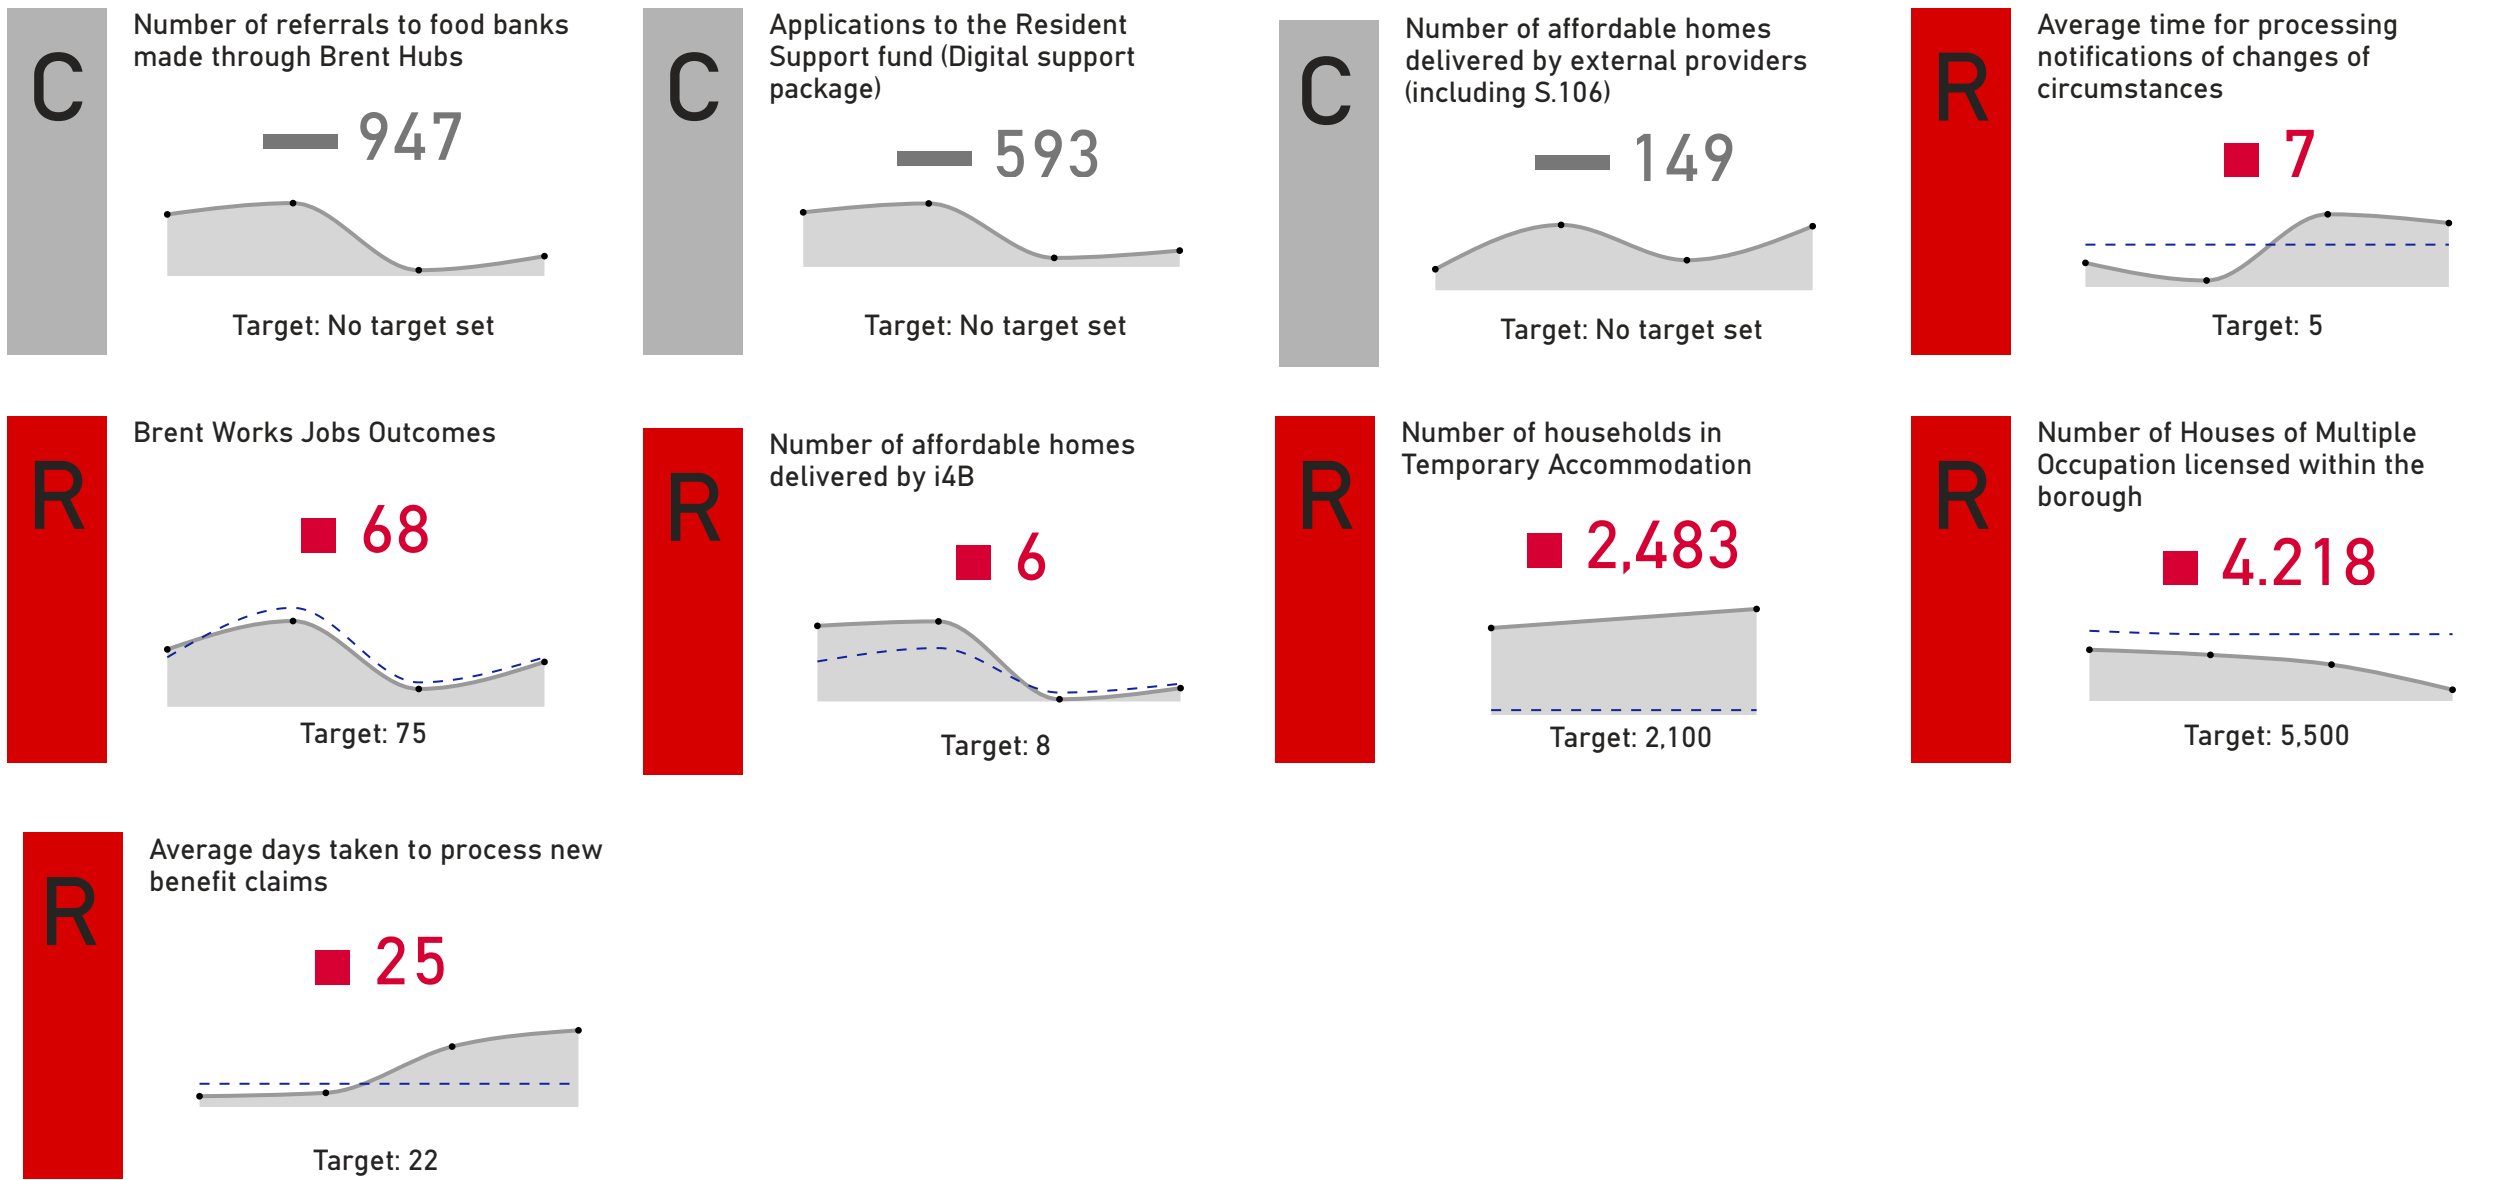 C
Number of referrals to food banks
made through Brent Hubs
947
Target: No target set
C
Applications to the Resident
Support fund (Digital support
package)
593
Target: No target set
C
Number of affordable homes
delivered by external providers
(including S.106)
149
Target: No target set
R
Average time for processing
notifications of changes of
circumstances
7
Target: 5
R
Brent Works Jobs Outcomes
68
Target: 75
R
Number of affordable homes
delivered by i4B
6
Target: 8
R
Number of households in
Temporary Accommodation
2,483
Target: 2,100
R
Number of Houses of Multiple
Occupation licensed within the
borough
4.218
Target: 5,500
R
Average days taken to process new
benefit claims
25
Target: 22